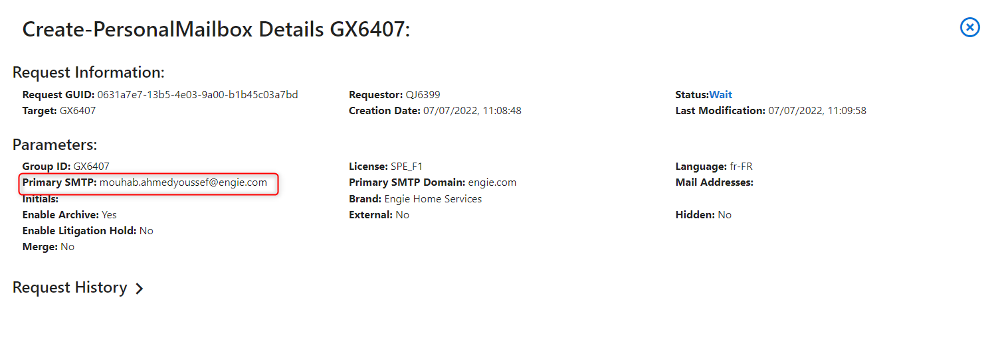 Create-PersonalMailbox Details GX6407:
Request Information:
Request GUID: 0631a7e7-13b5-4e03-9a00-b1b45c03a7bd Requestor: QJ6399 Status:Wait
Target: GX6407 Creation Date: 07/07/2022, 11:08:48 Last Modification: 07/07/2022, 11:09:58
Parameters:
Group ID: GX6407 License: SPE_F1 Language: fr-FR
Primary SMTP: mouhab.ahmedyoussef@engie.com Primary SMTP Domain: engie.com Mail Addresses:
Initials: Brand: Engie Home Services
Enable Archive: Yes External: No Hidden: No
Enable Litigation Hold: No
Merge: No
Request History